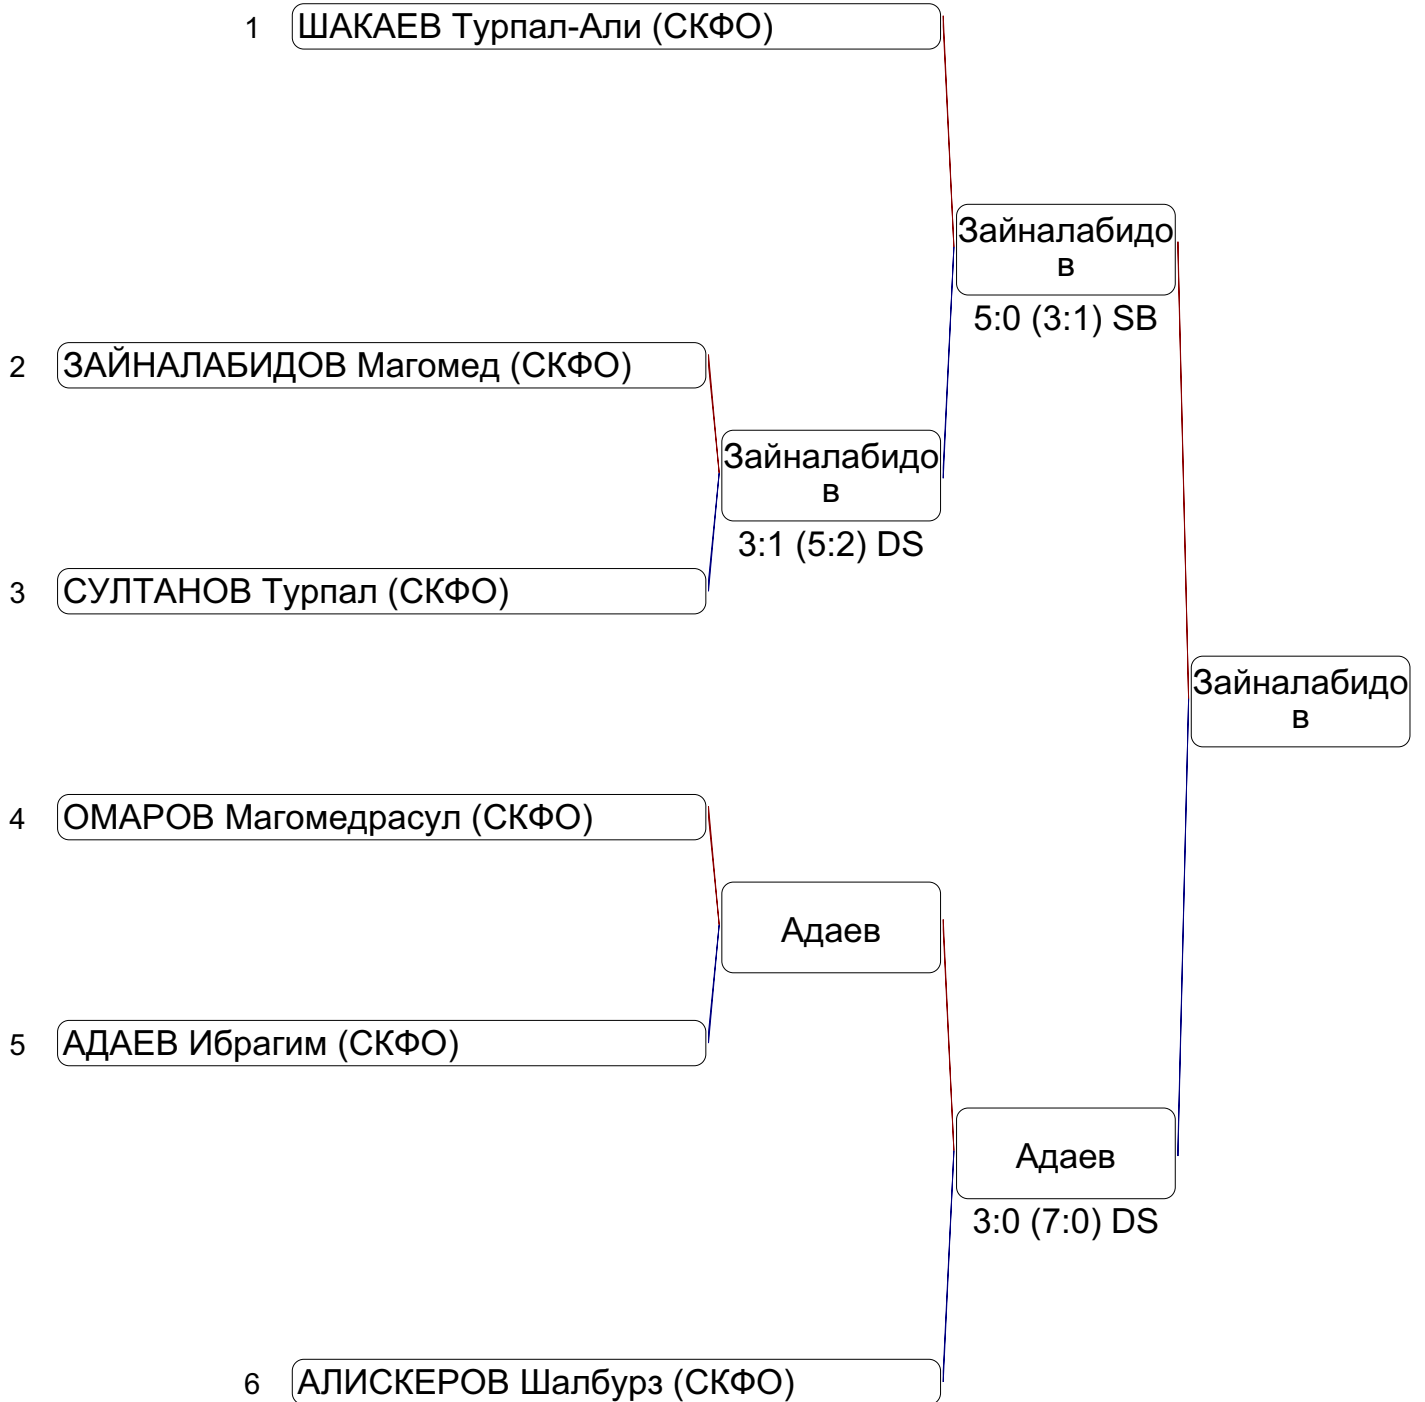 1 ШАКАЕВ Турпал-Али (СКФО)
Зайналабидо
в
5:0 (3:1) SB
2 ЗАЙНАЛАБИДОВ Магомед (СКФО)
Зайналабидо
в
3:1 (5:2) DS
3 СУЛТАНОВ Турпал (СКФО)
Зайналабидо
в
4 ОМАРОВ Магомедрасул (СКФО)
Адаев
5 АДАЕВ Ибрагим (СКФО)
Адаев
3:0 (7:0) DS
6 АЛИСКЕРОВ Шалбурз (СКФО)